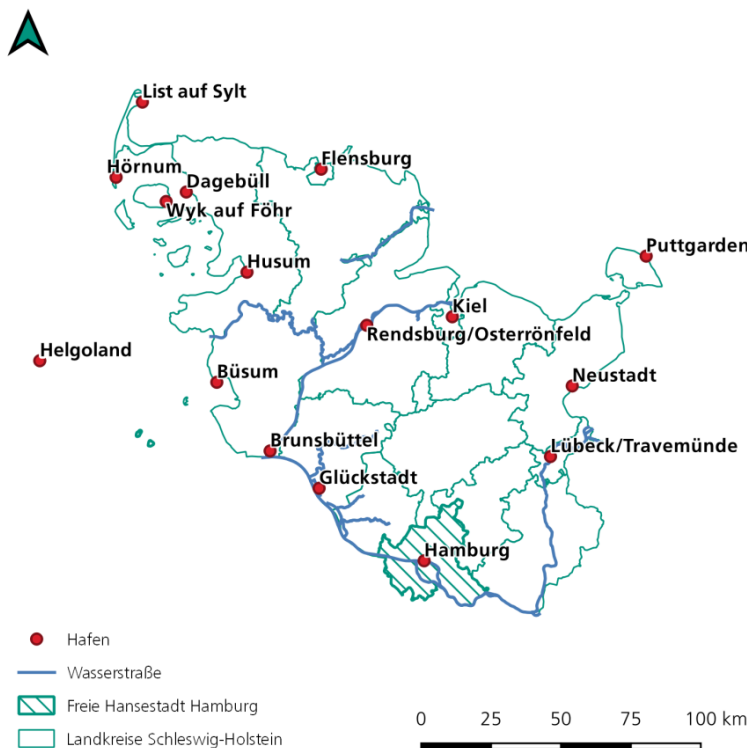 List auf Sylt
Flensburg
Hörnum
Dagebüll
Wyk auf Föhr
Puttgarden
Husum
Kiel
Rendsburg/Osterrönfeld
Helgoland
Büsum
Neustadt
Brunsbüttel
Lübeck/Travemünde
Glückstadt
Hamburg
Hafen
Wasserstraße
Freie Hansestadt Hamburg
Landkreise Schleswig-Holstein
0 25 50 75 100 km